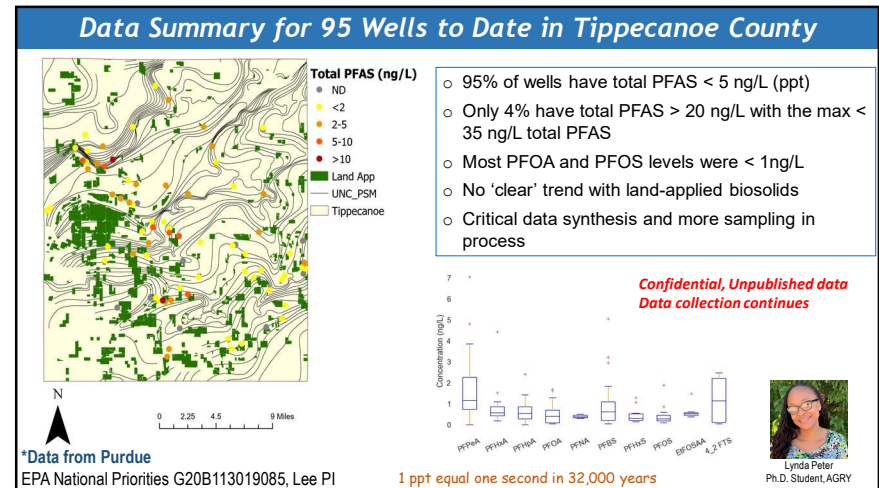 Data Summary for 95 Wells to Date in Tippecanoe County
Total PFAS (ng/L)
ND
<2
2-5
5-10
>10
Land App
UNC_PSM
Tippecanoe
N
0 2.25 4.5 9 Miles
*Data from Purdue
EPA National Priorities G20B113019085, Lee PI
o 95% of wells have total PFAS < 5 ng/L (ppt)
o Only 4% have total PFAS > 20 ng/L with the max <
35 ng/L total PFAS
o Most PFOA and PFOS levels were < 1ng/L
o No ‘clear’ trend with land-applied biosolids
o Critical data synthesis and more sampling in
process
Confidential, Unpublished data
Data collection continues
Concentration (ng/L)
7
6
5
4
3
2
1
0
PFPeA
PFHxA
PFHpA
PFOA
PFNA
PFBS
PFHxS
PFOS
EtFOSAA
4_2 FTS
1 ppt equal one second in 32,000 years
Lynda Peter
Ph.D. Student, AGRY